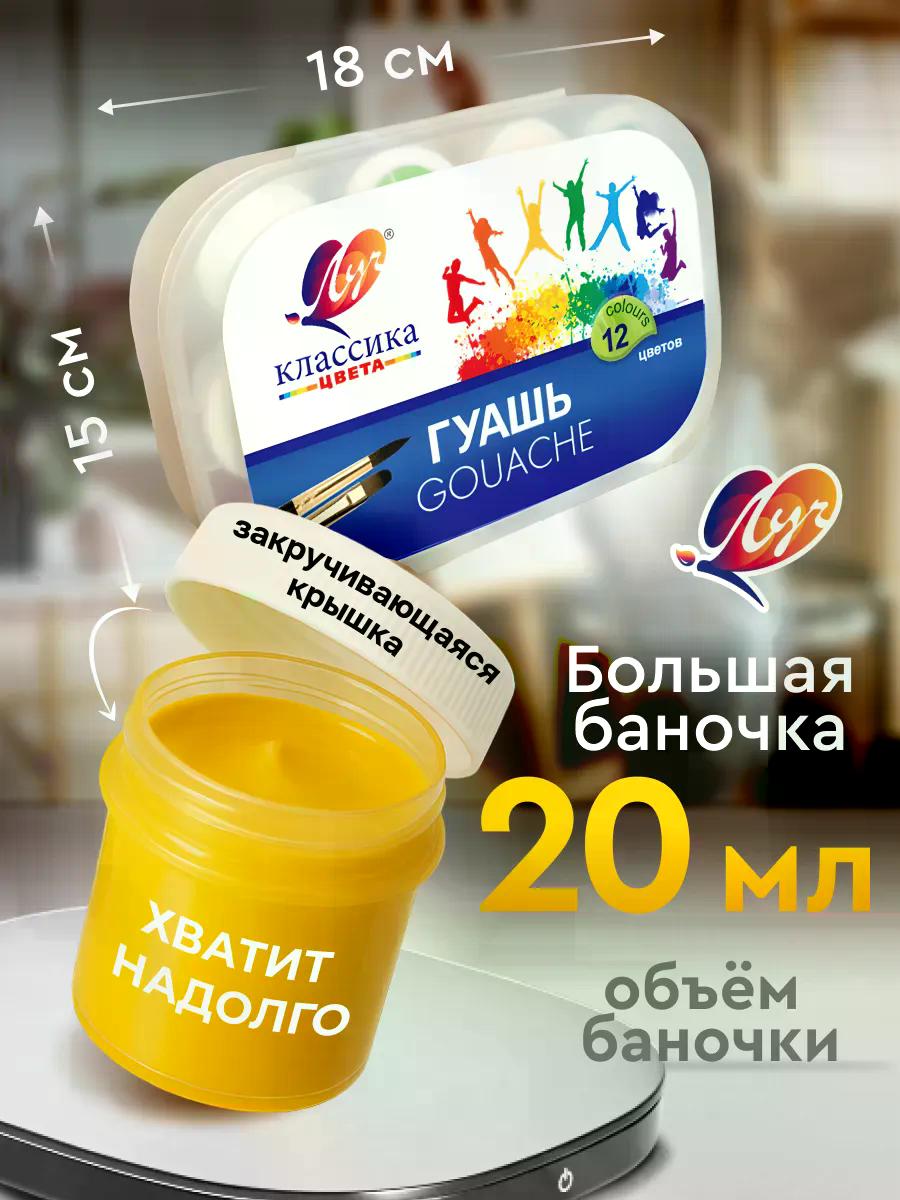 18 см
15 см
Луч®
классика
ЦВЕТА
colours
12
цветов
ГУАШЬ
GOUACHE
закручивающаяся
крышка
Луч
Большая
баночка
20 мл
объём
баночки
ХВАТИТ
НАДОЛГО